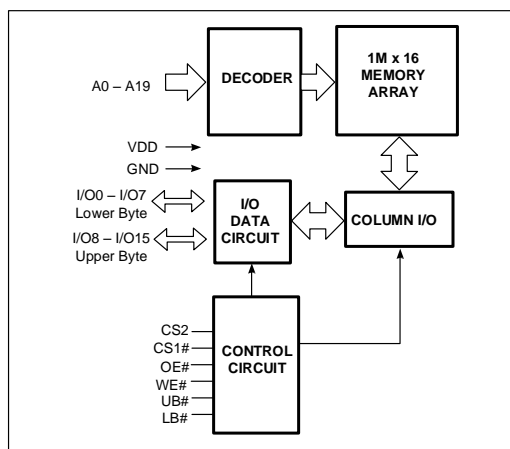 A0 – A19
DECODER
1M x 16
MEMORY
ARRAY
VDD
GND
I/O0 – I/O7
Lower Byte
I/O8 – I/O15
Upper Byte
I/O
DATA
CIRCUIT
COLUMN I/O
CS2
CS1#
OE#
WE#
UB#
LB#
CONTROL
CIRCUIT